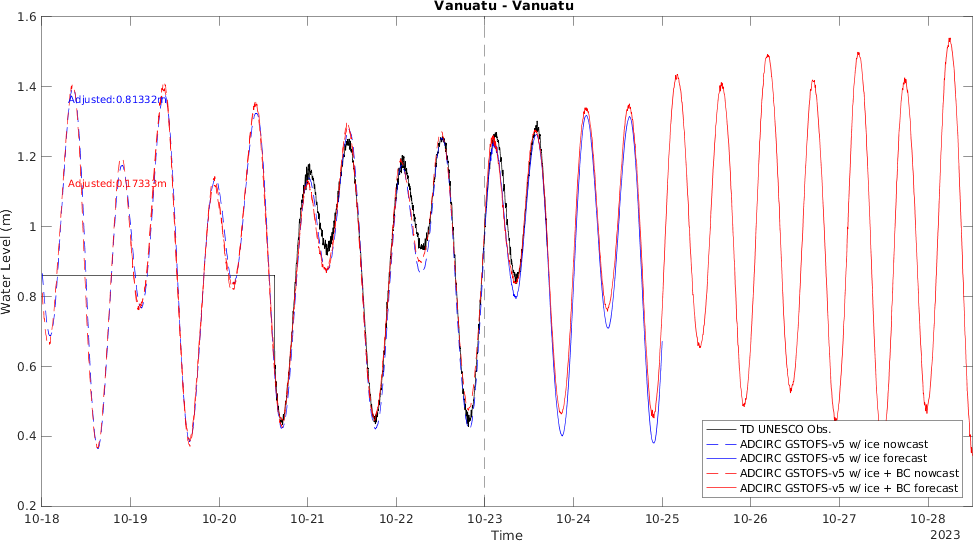 Vanuatu - Vanuatu
1.6
1.4
1.2
1
0.8
0.6
0.4
0.2
Water Level (m)
Adjusted:0.81332m
Adjusted:0.17333m
TD UNESCO Obs.
ADCIRC GSTOFS-v5 w/ ice nowcast
ADCIRC GSTOFS-v5 w/ ice forecast
ADCIRC GSTOFS-v5 w/ ice + BC nowcast
ADCIRC GSTOFS-v5 w/ ice + BC forecast
10-18 10-19 10-20 10-21 10-22 10-23 10-24 10-25 10-26 10-27 10-28
Time
2023